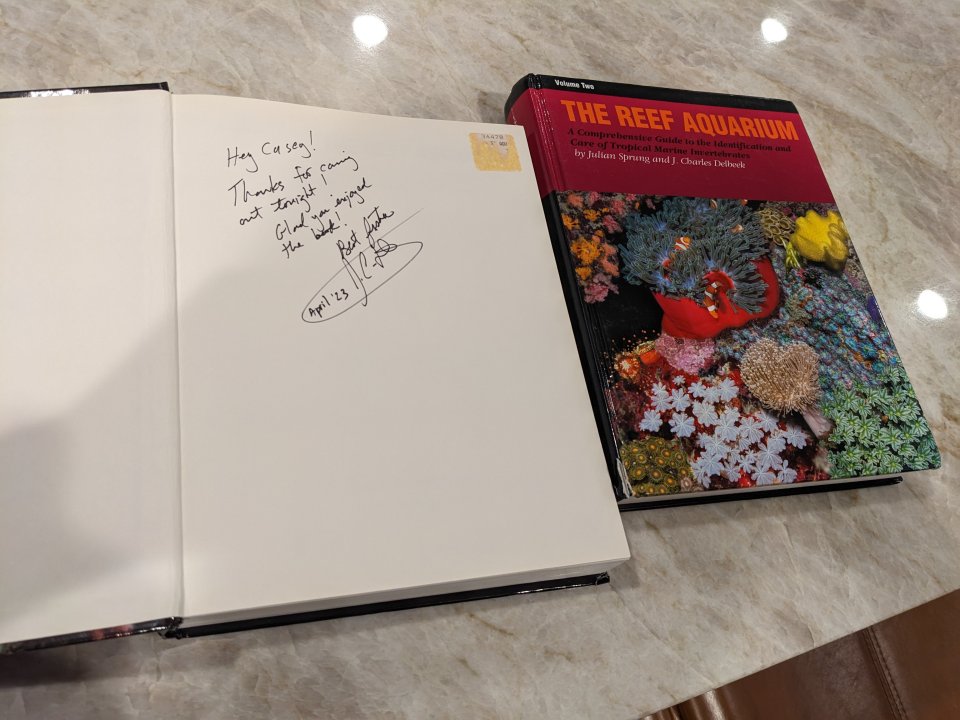 Hey Casey!
Thanks for coming
out tonight!
Glad you enjoyed
the book!
Best fishes
April '23
Volume Two
THE REEF AQUARIUM
A Comprehensive Guide to the Identification and
Care of Tropical Marine Invertebrates
by Julian Sprung and J. Charles Delbeek